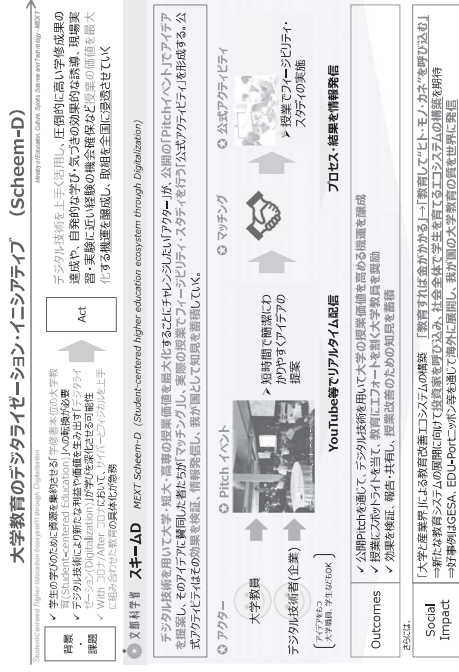 大学教育のデジタライゼーション・イニシアティブ （Scheem-D）
Student-Centered Higher Education Ecosystem through Digitalization
Ministry of Education, Culture, Sports, Science and Technology - MEXT
背景
・
課題
✓ 学生の学びのために資源を集約させる「学修者本位の大学教
育(Student-centered Education)」への転換が必要
✓ デジタル技術により新たな利益や価値を生み出す「デジタライ
ゼーション(Digitalization)」が学びを深化させる可能性
✓ With コロナ/After コロナにおいて、サイバーとフィジカルを上手
に組み合わせた教育の具体化が急務
Act
デジタル技術を上手く活用し、圧倒的に高い学修成果の
達成や、自発的な学び・気づきの効果的な誘導、現場実
習・実験に近い経験の機会確保など授業の価値を最大
化する機運を醸成し、取組を全国に浸透させていく
文部科学省 スキームD MEXT Scheem-D (Student-centered higher education ecosystem through Digitalization)
デジタル技術を用いて大学・短大・高専の授業価値を最大化することにチャレンジしたい「アクター」が、公開の「Pitchイベント」でアイデア
を提案し、そのアイデアに賛同した者たちが「マッチング」し、実際の授業でフィージビリティ・スタディを行う「公式アクティビティ」を形成する。公
式アクティビティはその効果を検証、情報発信し、我が国として知見を蓄積していく。
✪ アクター
✪ Pitch イベント
✪ マッチング
✪ 公式アクティビティ
大学教員
デジタル技術者(企業)
アイデアをもつ
大学職員、学生などもOK
➢ 短時間で簡潔にわ
かりやすくアイデアの
提案
➢ 授業でフィージビリティ・
スタディの実施
YouTube等でリアルタイム配信
プロセス・結果を情報発信
Outcomes
✓ 公開Pitchを通して、デジタル技術を用いて大学の授業価値を高める機運を醸成
✓ 授業にスポットライトを当て、教育にエフォートを割く大学教員を奨励
✓ 効果を検証、報告・共有し、授業改善のための知見を蓄積
さらには、
Social
Impact
「大学と産業界」による教育改善エコシステムの構築 「教育すれば金がかかる」→「教育して“ヒト・モノ・カネ”を呼び込む」
⇒新たな教育システムの展開に向けて投資家を呼び込み、社会全体で学生を育てるエコシステムの構築を期待
⇒好事例はGESA、EDU-Portニッポン等を通じて海外に展開し、我が国の大学教育の質を世界に発信